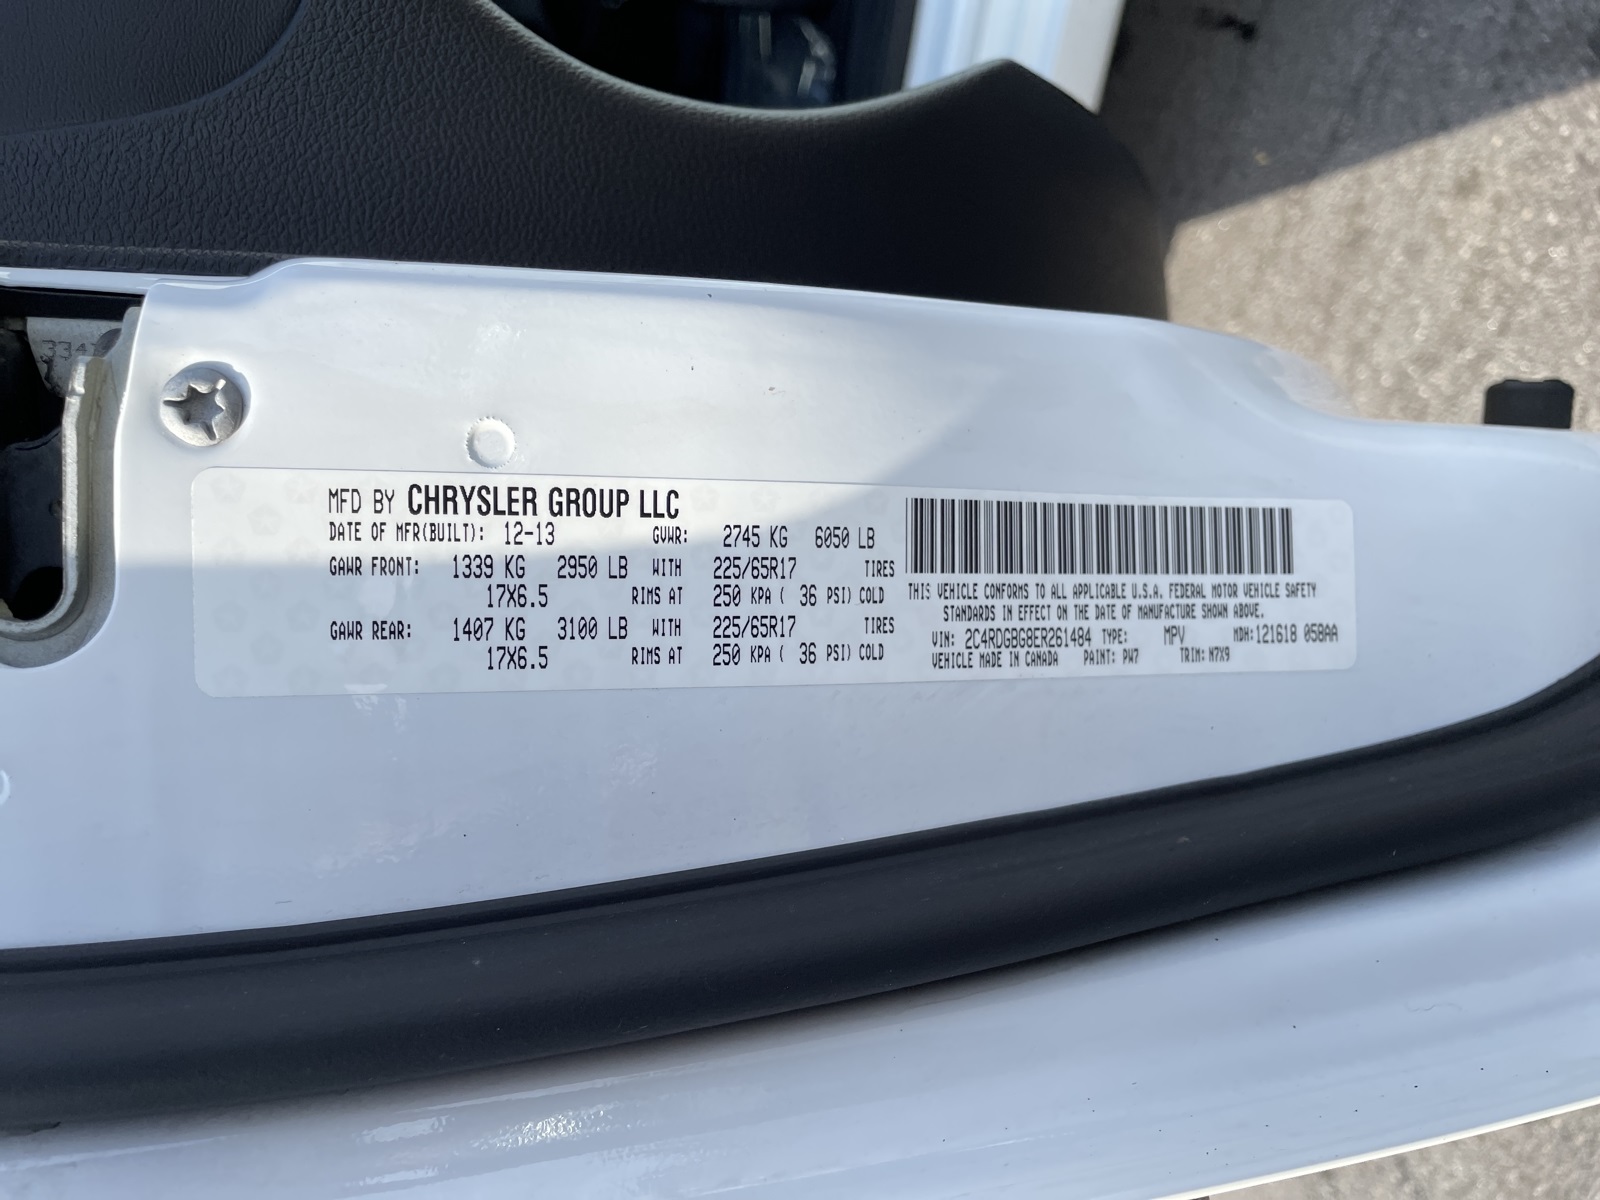 MFD BY CHRYSLER GROUP LLC
DATE OF MFR(BUILT): 12-13 GVWR: 2745 KG 6050 LB
GAWR FRONT: 1339 KG 2950 LB WITH 225/65R17 TIRES
17X6.5 RIMS AT 250 KPA ( 36 PSI) COLD
GAWR REAR: 1407 KG 3100 LB WITH 225/65R17 TIRES
17X6.5 RIMS AT 250 KPA ( 36 PSI) COLD
THIS VEHICLE CONFORMS TO ALL APPLICABLE U.S.A. FEDERAL MOTOR VEHICLE SAFETY
STANDARDS IN EFFECT ON THE DATE OF MANUFACTURE SHOWN ABOVE.
VIN: 2C4RDGBG8ER261484 TYPE: MPV MDH: 121618 058AA
VEHICLE MADE IN CANADA PAINT: PW7 TRIM: N7X9